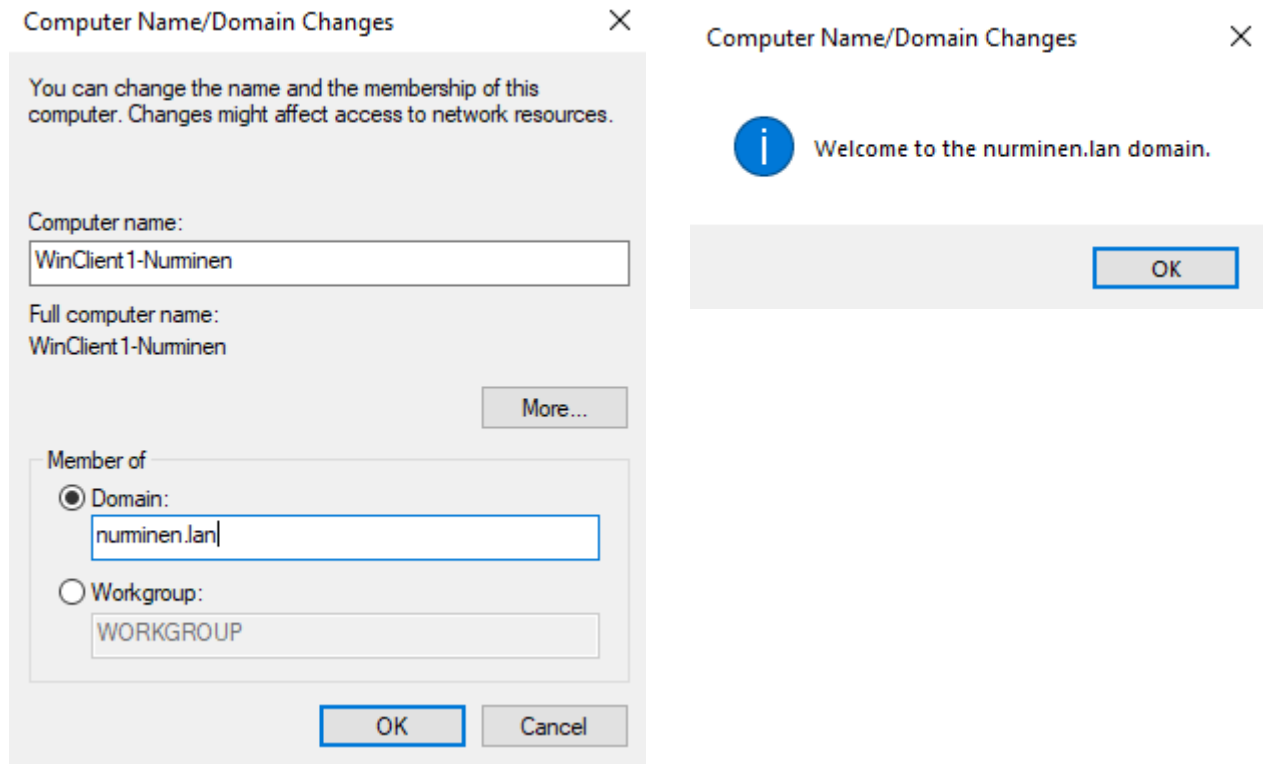 Computer Name/Domain Changes
You can change the name and the membership of this
computer. Changes might affect access to network resources.
Computer name:
WinClient1-Nurminen
Full computer name:
WinClient1-Nurminen
More...
Member of
Domain:
nurminen.lan
Workgroup:
WORKGROUP
OK
Cancel
Computer Name/Domain Changes
i
Welcome to the nurminen.lan domain.
OK